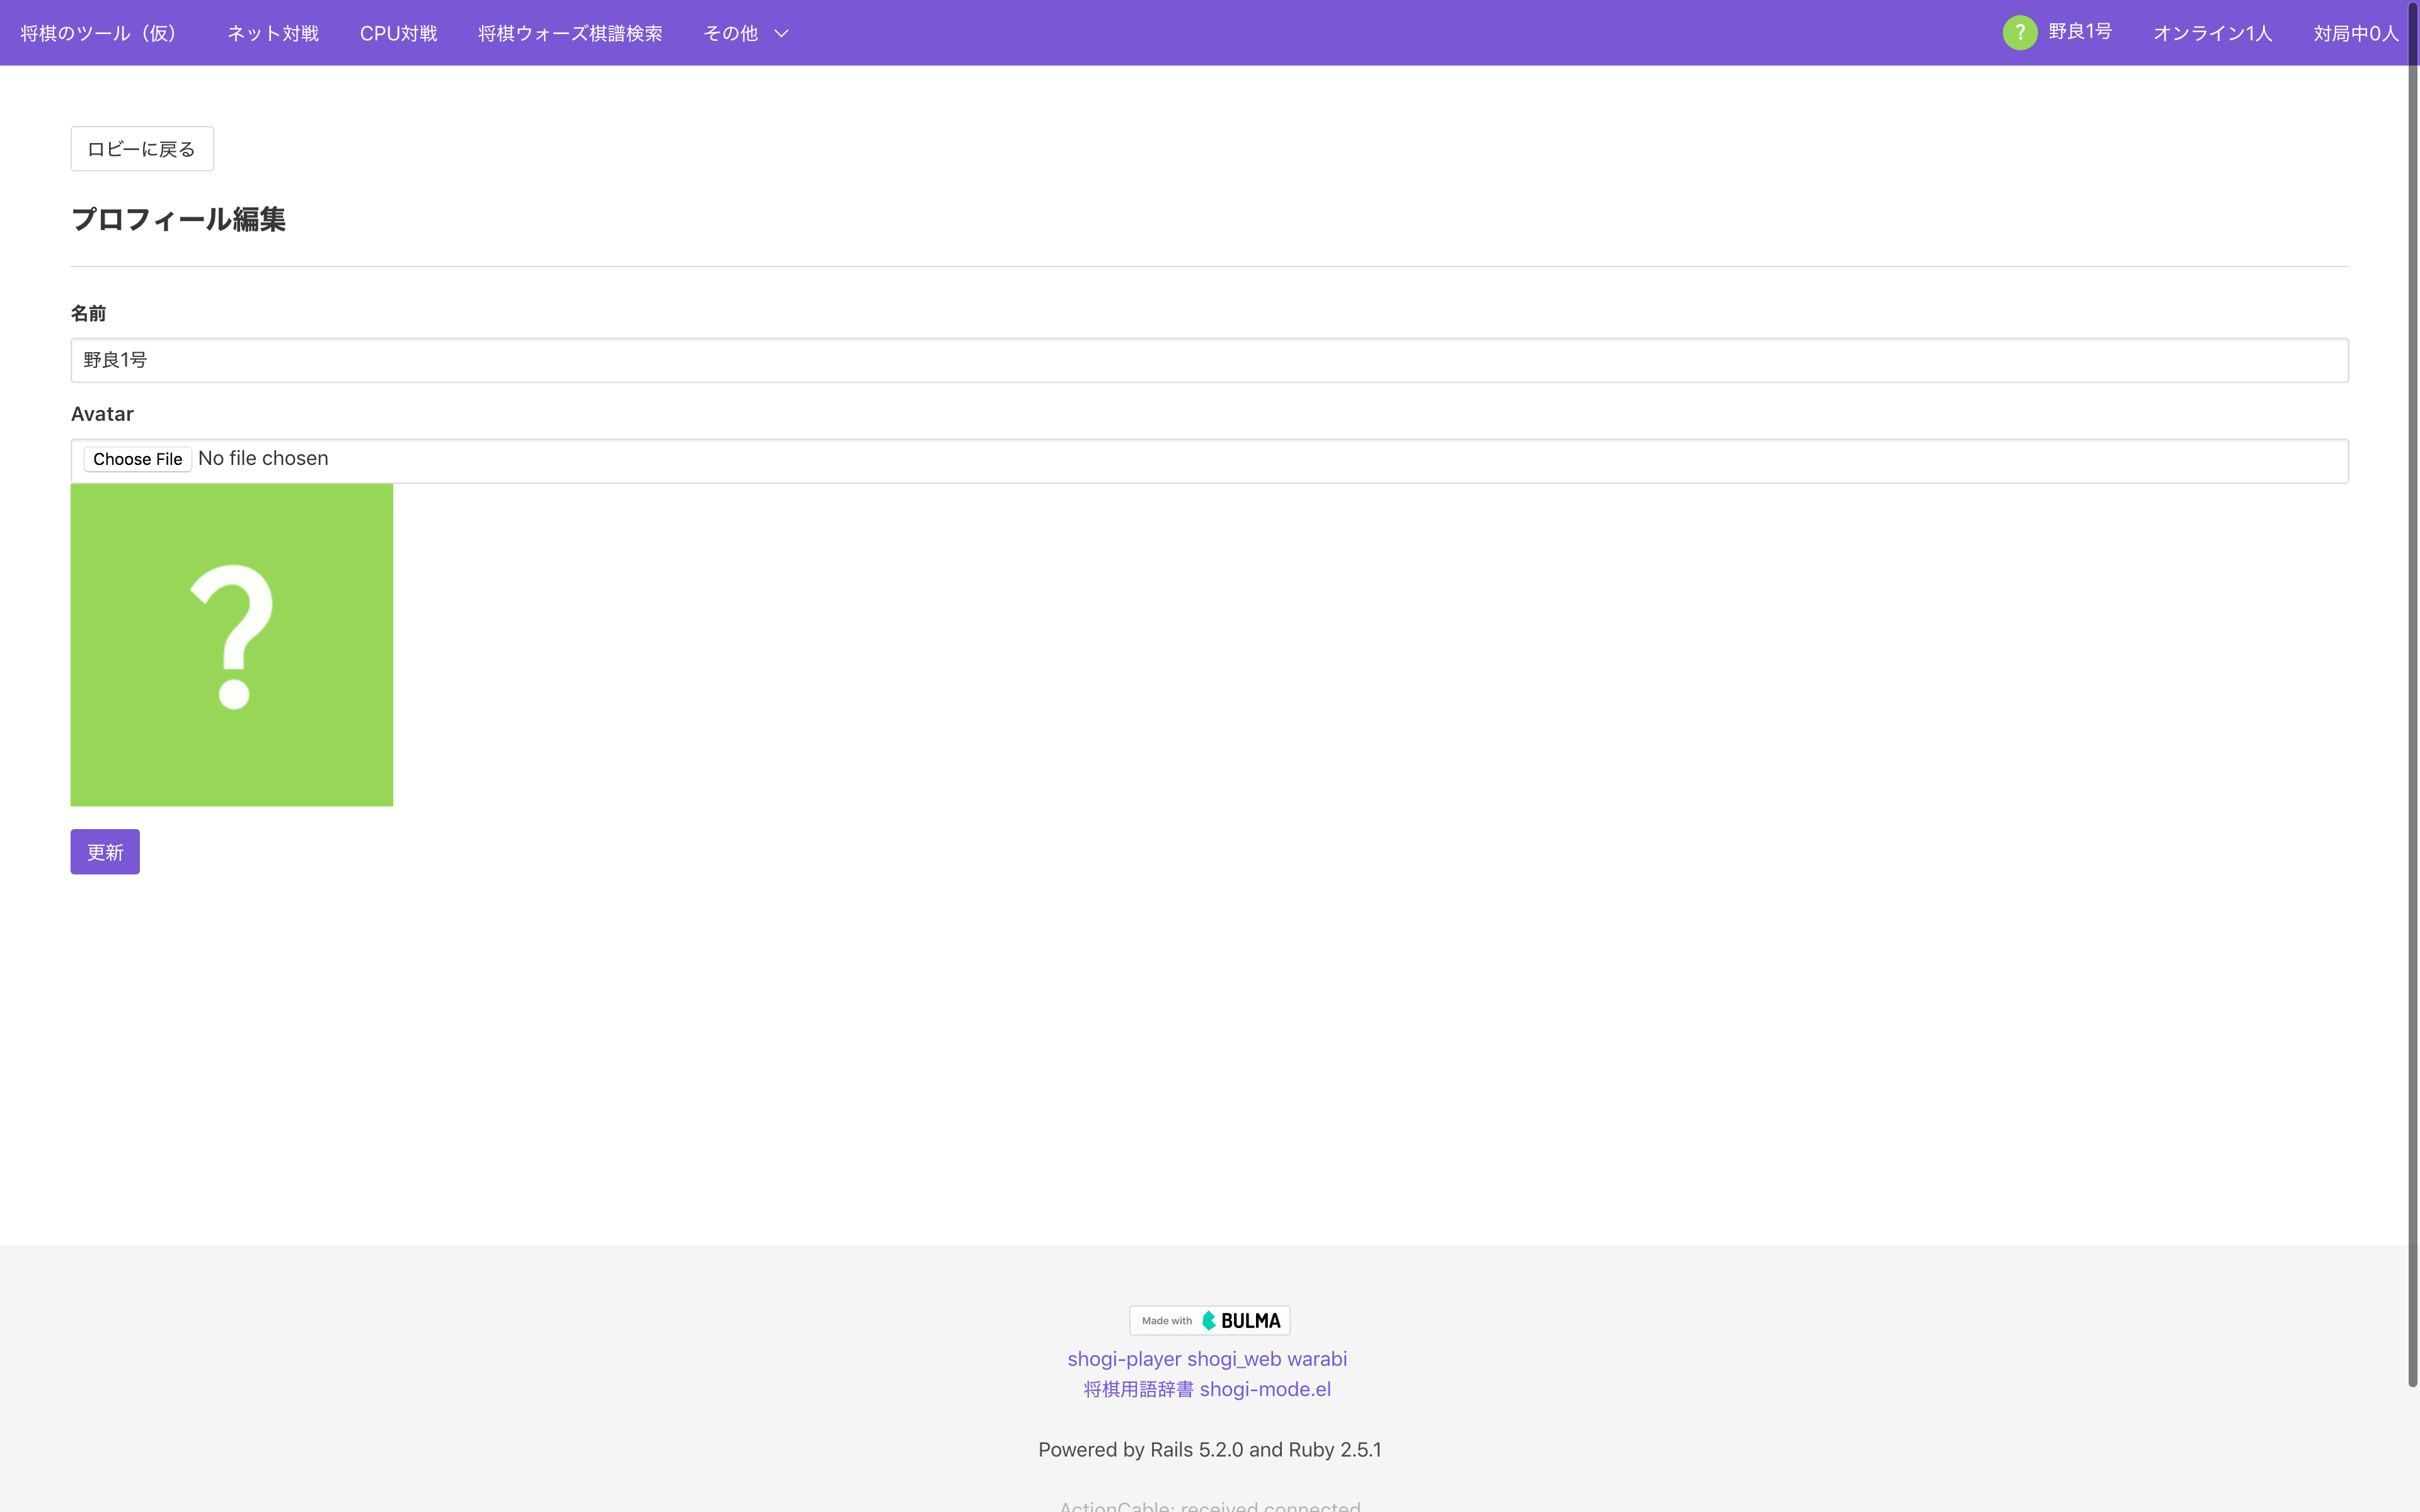 将棋のツール（仮） ネット対戦 CPU対戦 将棋ウォーズ棋譜検索 その他 ? 野良1号 オンライン1人 対局中0人
ロビーに戻る
プロフィール編集
名前
野良1号
Avatar
Choose File No file chosen
?
更新
Made with BULMA
shogi-player shogi_web warabi
将棋用語辞書 shogi-mode.el
Powered by Rails 5.2.0 and Ruby 2.5.1
ActionCable: received connected